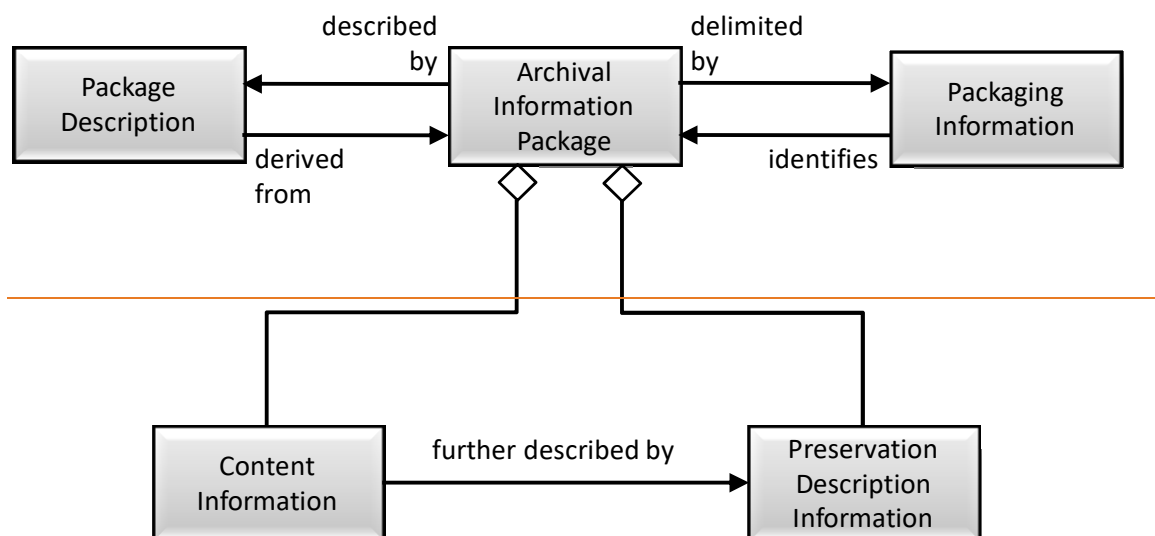 described
by
delimited
by
Package
Description
Archival
Information
Package
Packaging
Information
derived
from
identifies
Content
Information
further described by
Preservation
Description
Information